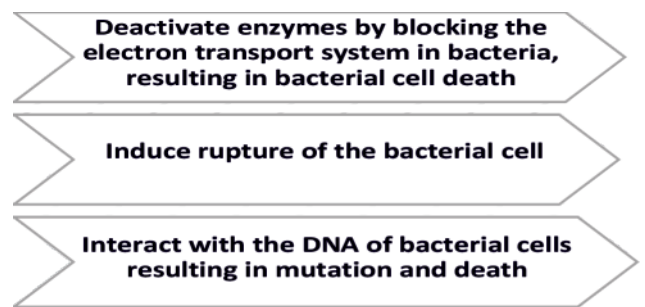 Deactivate enzymes by blocking the
electron transport system in bacteria,
resulting in bacterial cell death
Induce rupture of the bacterial cell
Interact with the DNA of bacterial cells
resulting in mutation and death